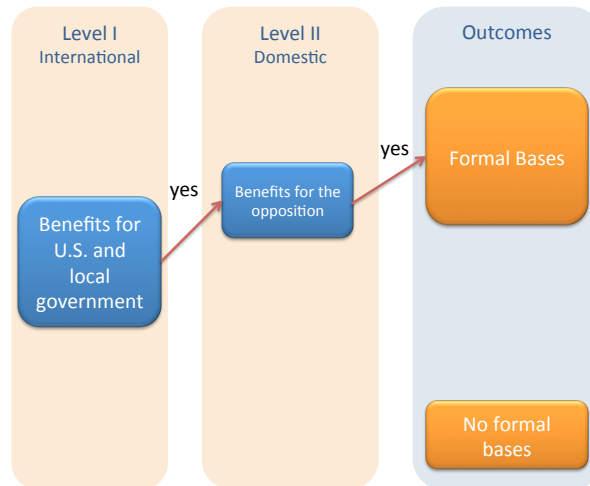 Level I
International
Level II
Domestic
Outcomes
yes
yes
Formal Bases
Benefits for the
opposition
Benefits for
U.S. and
local
government
No formal
bases